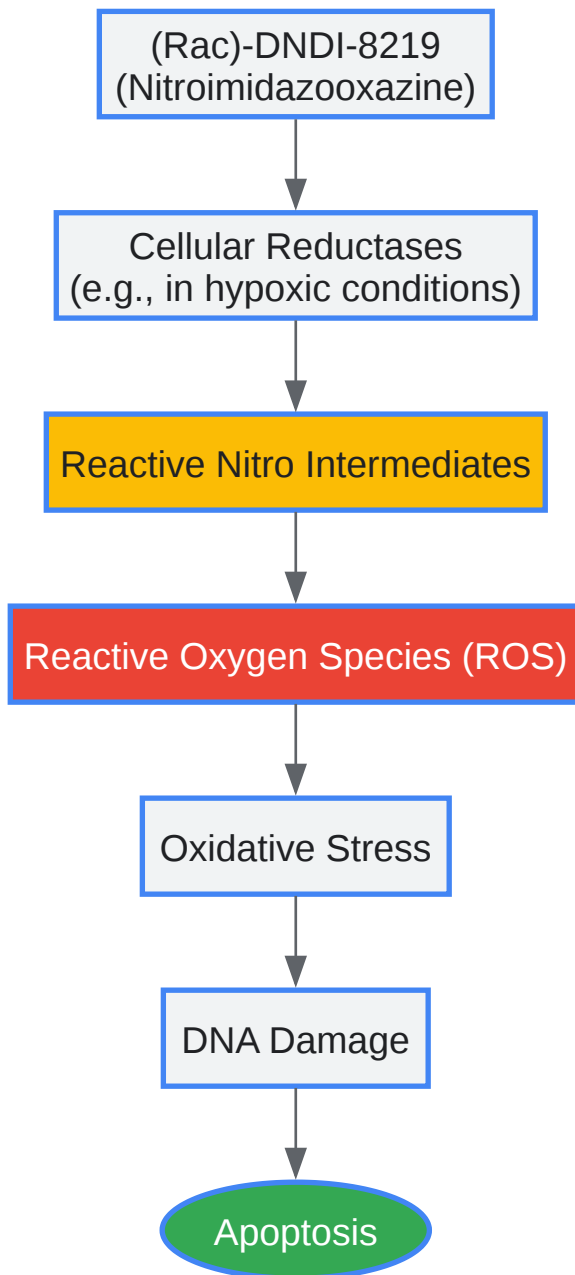 (Rac)-DNDI-8219
(Nitroimidazooxazine)
Cellular Reductases
(e.g., in hypoxic conditions)
Reactive Nitro Intermediates
Reactive Oxygen Species (ROS)
Oxidative Stress
DNA Damage
Apoptosis